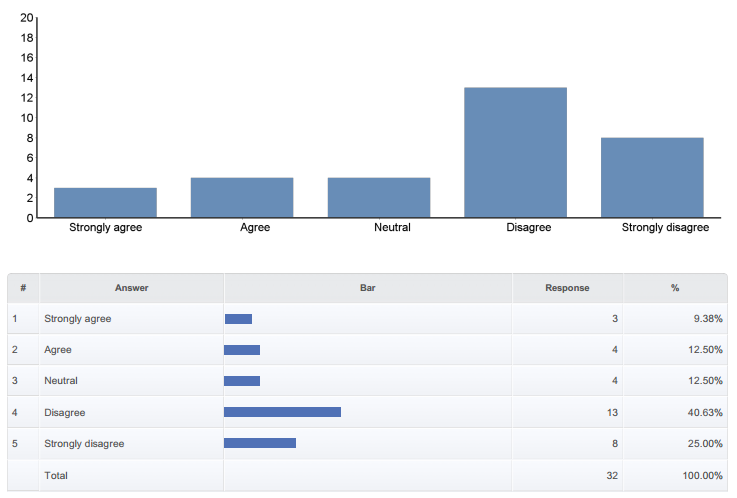 20
18
16
14
12
10
8
6
4
2
0
Strongly agree Agree Neutral Disagree Strongly disagree
# Answer Bar Response %
1 Strongly agree 3 9.38%
2 Agree 4 12.50%
3 Neutral 4 12.50%
4 Disagree 13 40.63%
5 Strongly disagree 8 25.00%
Total 32 100.00%